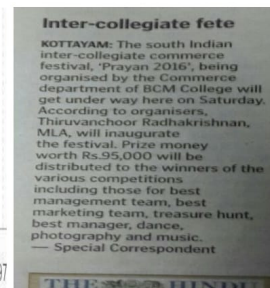 Inter-collegiate fete
KOTTAYAM: The south Indian
inter-collegiate commerce
festival, 'Prayan 2016', being
organised by the Commerce
department of BCM College will
get under way here on Saturday.
According to organisers,
Thiruvanchoor Radhakrishnan,
MLA, will inaugurate
the festival. Prize money
worth Rs.95,000 will be
distributed to the winners of the
various competitions
including those for best
management team, best
marketing team, treasure hunt,
best manager, dance,
photography and music.
— Special Correspondent
97
THE HINDU